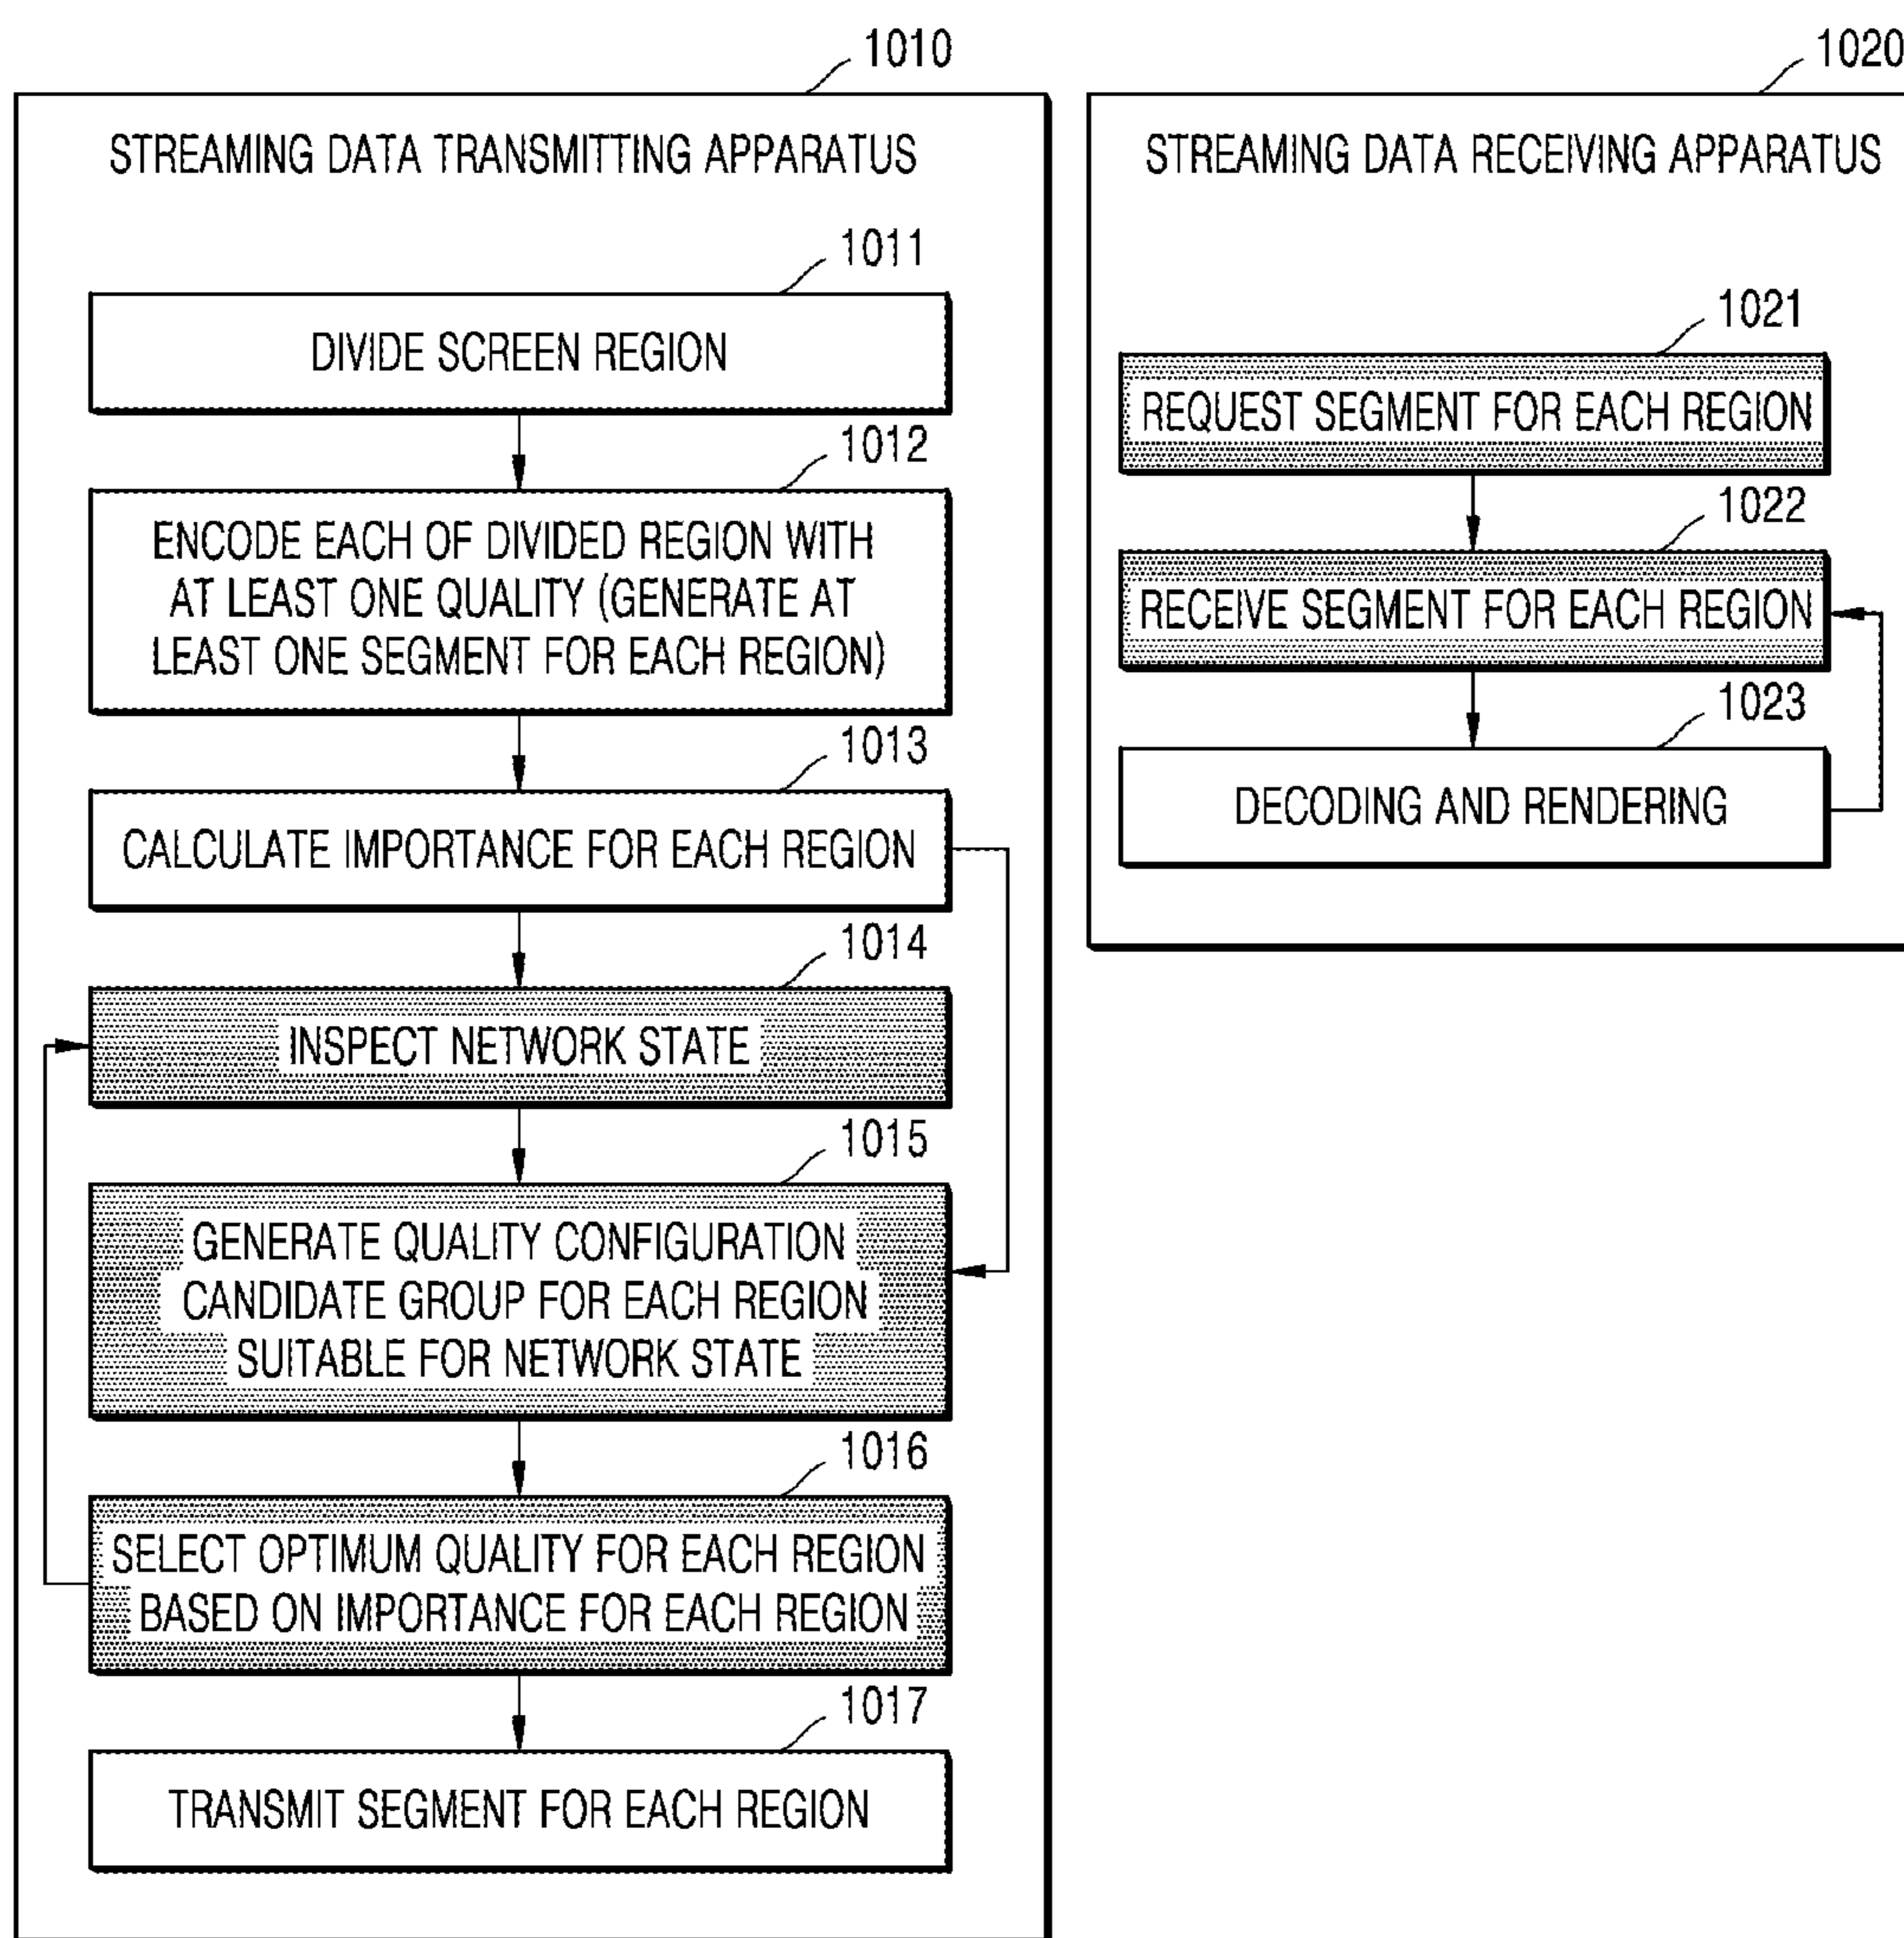 1010
STREAMING DATA TRANSMITTING APPARATUS
1011
DIVIDE SCREEN REGION
1012
ENCODE EACH OF DIVIDED REGION WITH
AT LEAST ONE QUALITY (GENERATE AT
LEAST ONE SEGMENT FOR EACH REGION)
1013
CALCULATE IMPORTANCE FOR EACH REGION
1014
INSPECT NETWORK STATE
1015
GENERATE QUALITY CONFIGURATION
CANDIDATE GROUP FOR EACH REGION
SUITABLE FOR NETWORK STATE
1016
SELECT OPTIMUM QUALITY FOR EACH REGION
BASED ON IMPORTANCE FOR EACH REGION
1017
TRANSMIT SEGMENT FOR EACH REGION
1020
STREAMING DATA RECEIVING APPARATUS
1021
REQUEST SEGMENT FOR EACH REGION
1022
RECEIVE SEGMENT FOR EACH REGION
1023
DECODING AND RENDERING